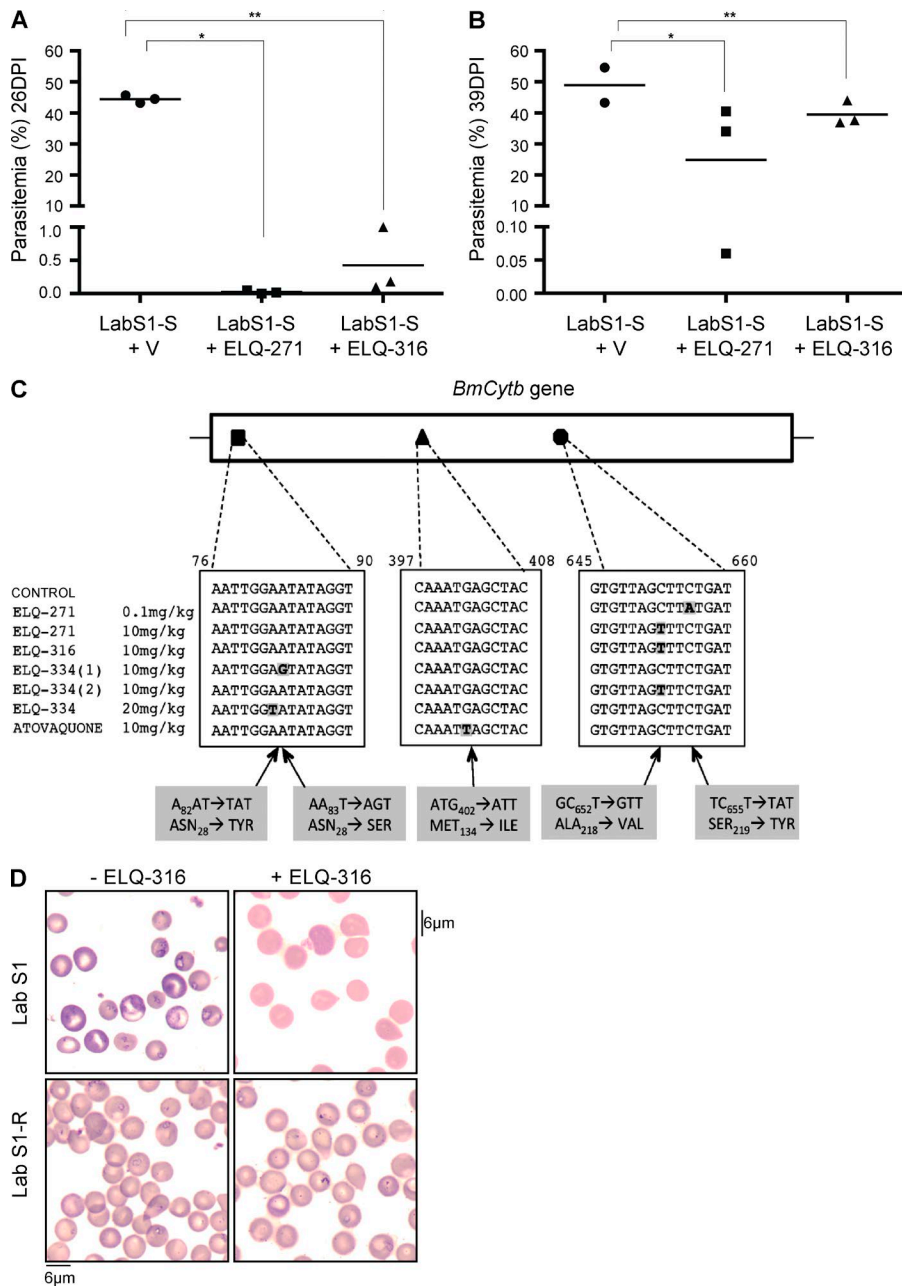 A
**
*
60
50
40
30
20
10
1.0
0.5
0.0
Parasitemia (%) 26DPI
LabS1-S + V
LabS1-S + ELQ-271
LabS1-S + ELQ-316
B
**
*
60
50
40
30
20
10
0.10
0.05
0.00
Parasitemia (%) 39DPI
LabS1-S + V
LabS1-S + ELQ-271
LabS1-S + ELQ-316
C
BmCytb gene
76 90 397 408 645 660
CONTROL AATTGGAATATAGGT CAAATGAGCTAC GTGTTAGCTTCTGAT
ELQ-271 0.1mg/kg AATTGGAATATAGGT CAAATGAGCTAC GTGTTAGCTTATGAT
ELQ-271 10mg/kg AATTGGAATATAGGT CAAATGAGCTAC GTGTTAGTTTCTGAT
ELQ-316 10mg/kg AATTGGAATATAGGT CAAATGAGCTAC GTGTTAGTTTCTGAT
ELQ-334(1) 10mg/kg AATTGGAGTATAGGT CAAATGAGCTAC GTGTTAGCTTCTGAT
ELQ-334(2) 10mg/kg AATTGGAATATAGGT CAAATGAGCTAC GTGTTAGTTTCTGAT
ELQ-334 20mg/kg AATTGGTATATAGGT CAAATGAGCTAC GTGTTAGCTTCTGAT
ATOVAQUONE 10mg/kg AATTGGAATATAGGT CAAATTAGCTAC GTGTTAGCTTCTGAT
A82AT→TAT
ASN28→TYR
AA83T→AGT
ASN28→SER
ATG402→ATT
MET134→ILE
GC652T→GTT
ALA218→VAL
TC655T→TAT
SER219→TYR
D
- ELQ-316
+ ELQ-316
Lab S1
6µm
Lab S1-R
6µm